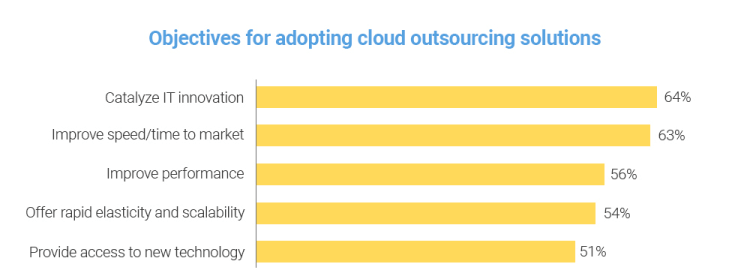 Objectives for adopting cloud outsourcing solutions
Catalyze IT innovation 64%
Improve speed/time to market 63%
Improve performance 56%
Offer rapid elasticity and scalability 54%
Provide access to new technology 51%